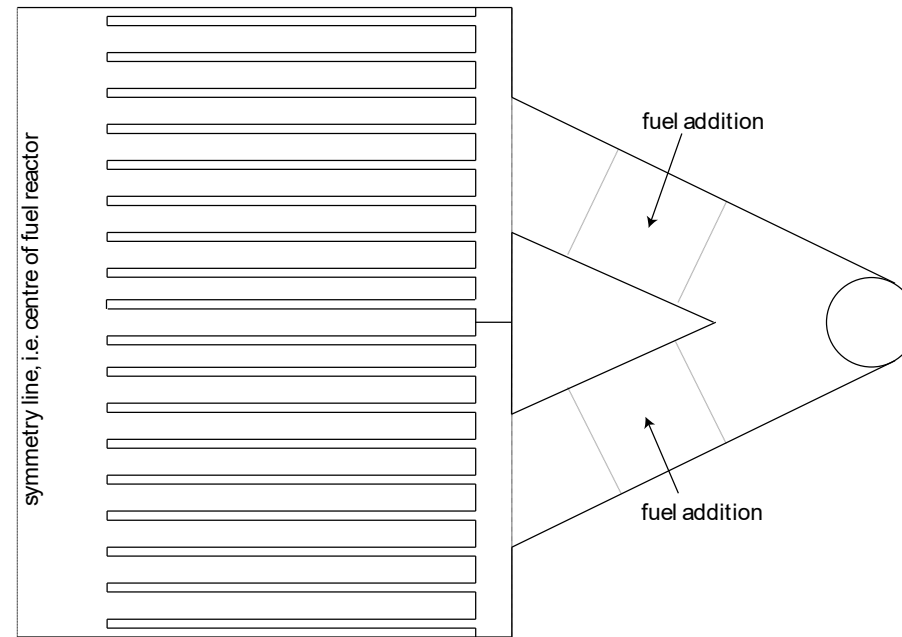 symmetry line, i.e. centre of fuel reactor
fuel addition
fuel addition